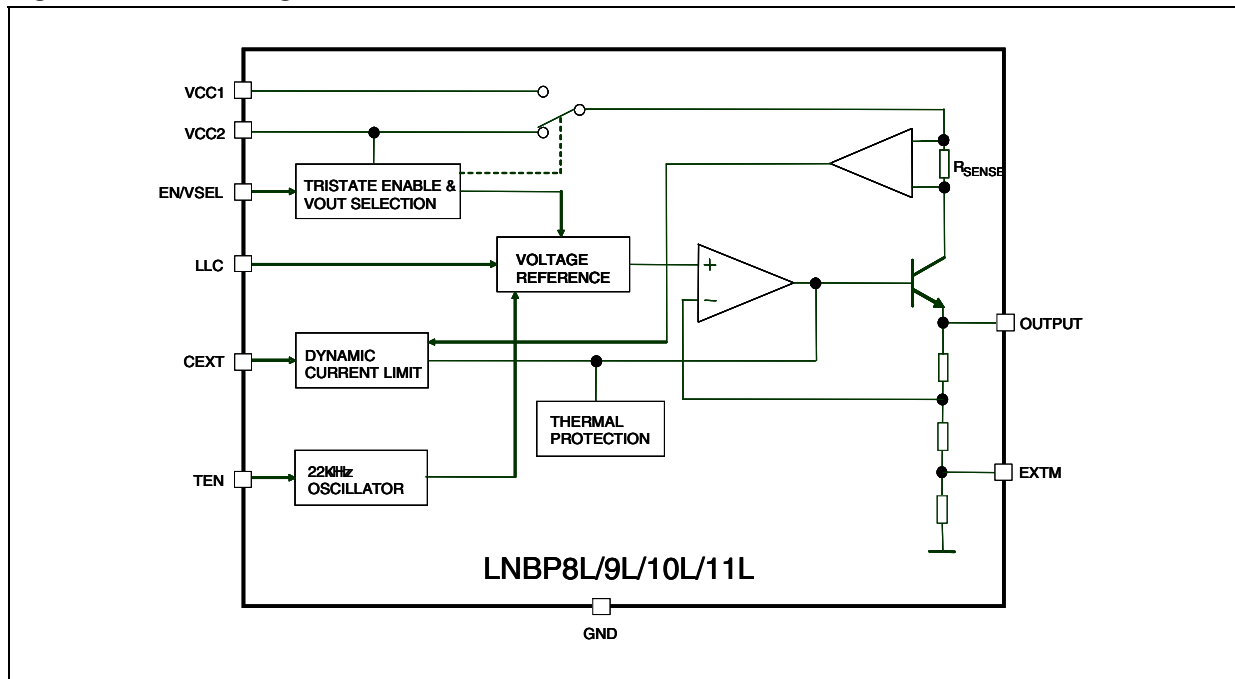 VCC1
VCC2
EN/VSEL
TRISTATE ENABLE &
VOUT SELECTION
RSENSE
LLC
VOLTAGE
REFERENCE
+
−
OUTPUT
CEXT
DYNAMIC
CURRENT LIMIT
THERMAL
PROTECTION
TEN
22KHz
OSCILLATOR
EXTM
LNBP8L/9L/10L/11L
GND